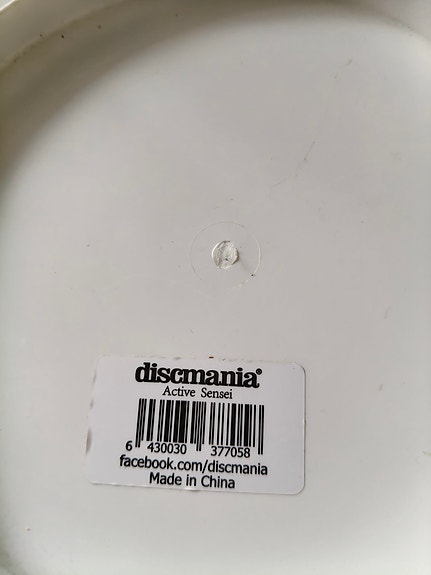 discmania®
Active Sensei
6 430030 377058
facebook.com/discmania
Made in China